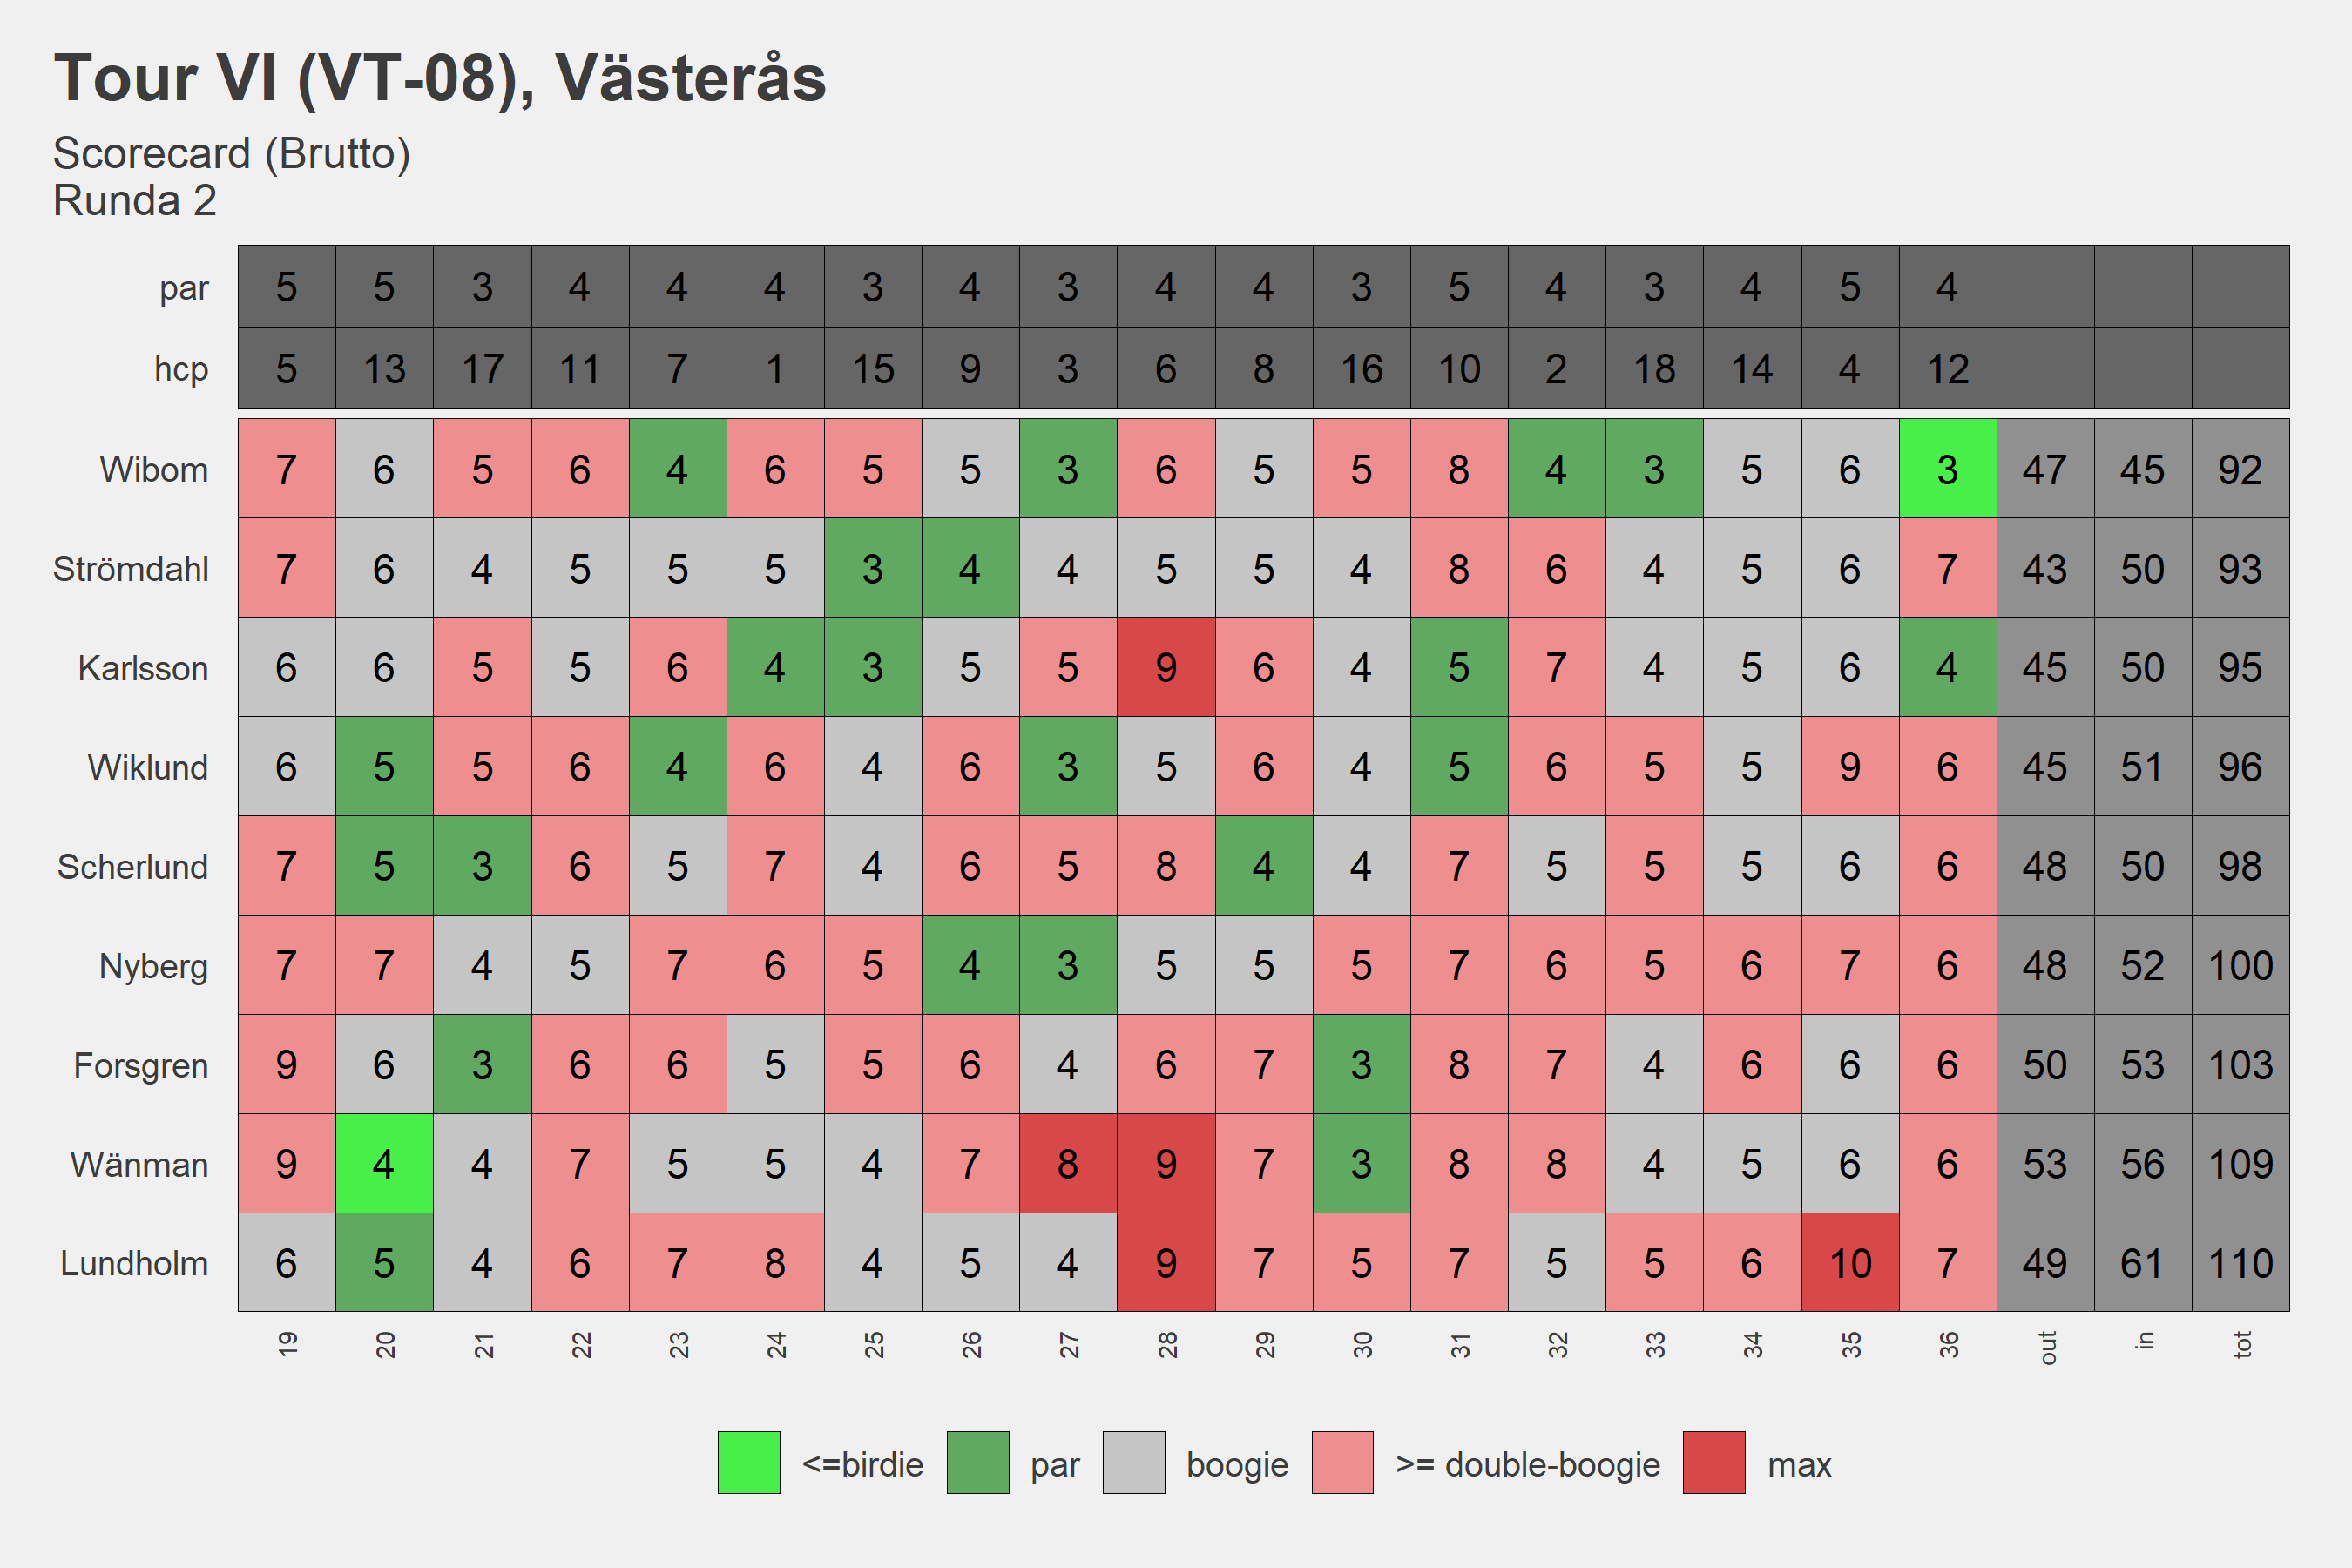 Tour VI (VT-08), Västerås
Scorecard (Brutto)
Runda 2
par 5 5 3 4 4 4 3 4 3 4 4 3 5 4 3 4 5 4
hcp 5 13 17 11 7 1 15 9 3 6 8 16 10 2 18 14 4 12
Wibom 7 6 5 6 4 6 5 5 3 6 5 5 8 4 3 5 6 3 47 45 92
Strömdahl 7 6 4 5 5 5 3 4 4 5 5 4 8 6 4 5 6 7 43 50 93
Karlsson 6 6 5 5 6 4 3 5 5 9 6 4 5 7 4 5 6 4 45 50 95
Wiklund 6 5 5 6 4 6 4 6 3 5 6 4 5 6 5 5 9 6 45 51 96
Scherlund 7 5 3 6 5 7 4 6 5 8 4 4 7 5 5 5 6 6 48 50 98
Nyberg 7 7 4 5 7 6 5 4 3 5 5 5 7 6 5 6 7 6 48 52 100
Forsgren 9 6 3 6 6 5 5 6 4 6 7 3 8 7 4 6 6 6 50 53 103
Wänman 9 4 4 7 5 5 4 7 8 9 7 3 8 8 4 5 6 6 53 56 109
Lundholm 6 5 4 6 7 8 4 5 4 9 7 5 7 5 5 6 10 7 49 61 110
19 20 21 22 23 24 25 26 27 28 29 30 31 32 33 34 35 36 out in tot
<=birdie par boogie >= double-boogie max